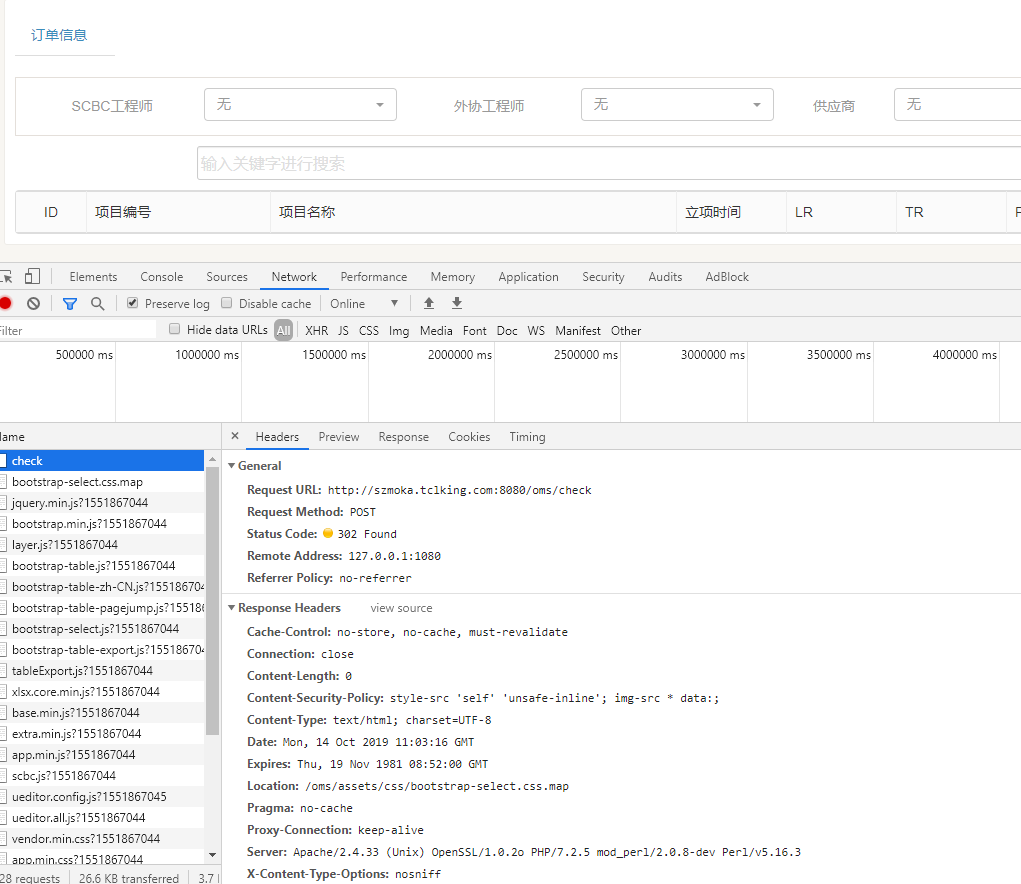 订单信息
SCBC工程师 无 外协工程师 无 供应商 无
输入关键字进行搜索
ID 项目编号 项目名称 立项时间 LR TR
Elements Console Sources Network Performance Memory Application Security Audits AdBlock
Preserve log Disable cache Online
Filter Hide data URLs All XHR JS CSS Img Media Font Doc WS Manifest Other
500000 ms 1000000 ms 1500000 ms 2000000 ms 2500000 ms 3000000 ms 3500000 ms 4000000 ms
Name × Headers Preview Response Cookies Timing
check
bootstrap-select.css.map
jquery.min.js?1551867044
bootstrap.min.js?1551867044
layer.js?1551867044
bootstrap-table.js?1551867044
bootstrap-table-zh-CN.js?15518670
bootstrap-table-pagejump.js?15518
bootstrap-select.js?1551867044
bootstrap-table-export.js?15518670
tableExport.js?1551867044
xlsx.core.min.js?1551867044
base.min.js?1551867044
extra.min.js?1551867044
app.min.js?1551867044
scbc.js?1551867044
ueditor.config.js?1551867045
ueditor.all.js?1551867044
vendor.min.css?1551867044
app.min.css?1551867044
28 requests 26.6 KB transferred 3.7
General
Request URL: http://szmoka.tclking.com:8080/oms/check
Request Method: POST
Status Code: 302 Found
Remote Address: 127.0.0.1:1080
Referrer Policy: no-referrer
Response Headers view source
Cache-Control: no-store, no-cache, must-revalidate
Connection: close
Content-Length: 0
Content-Security-Policy: style-src 'self' 'unsafe-inline'; img-src * data:;
Content-Type: text/html; charset=UTF-8
Date: Mon, 14 Oct 2019 11:03:16 GMT
Expires: Thu, 19 Nov 1981 08:52:00 GMT
Location: /oms/assets/css/bootstrap-select.css.map
Pragma: no-cache
Proxy-Connection: keep-alive
Server: Apache/2.4.33 (Unix) OpenSSL/1.0.2o PHP/7.2.5 mod_perl/2.0.8-dev Perl/v5.16.3
X-Content-Type-Options: nosniff